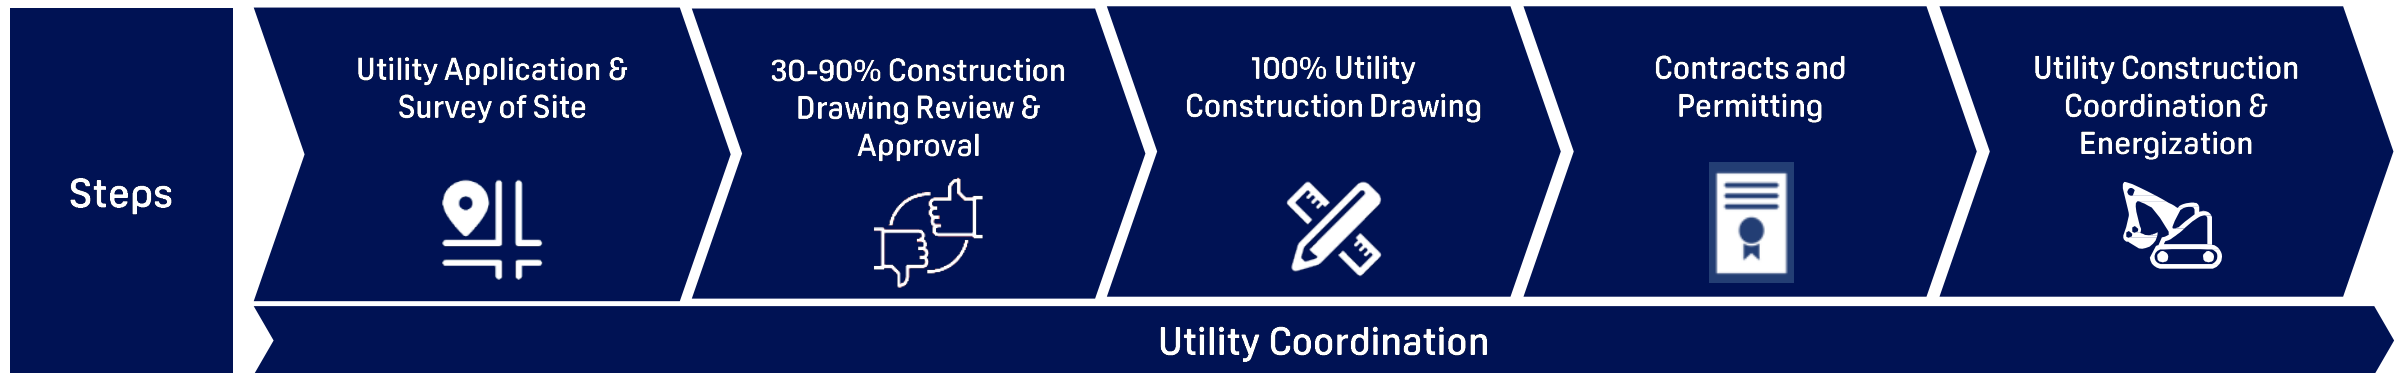 Steps
Utility Application &
Survey of Site
30-90% Construction
Drawing Review &
Approval
100% Utility
Construction Drawing
Contracts and
Permitting
Utility Construction
Coordination &
Energization
Utility Coordination